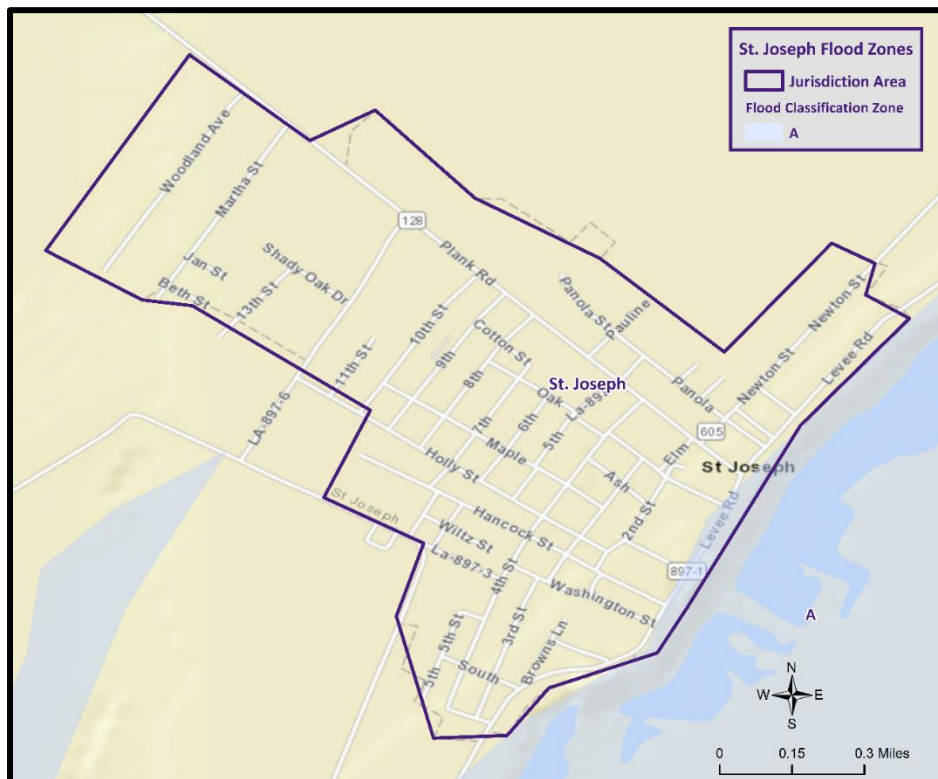 St. Joseph Flood Zones
Jurisdiction Area
Flood Classification Zone
A
Woodland Ave
Martha St
128
Jan St
Shady Oak Dr
Beth St
13th St
Plank Rd
Panola St
Pauline
Newton St
Levee Rd
10th St
Cotton St
9th
11th St
8th
St. Joseph
Oak
La-897
Panola
Newton St
LA-897-6
7th
6th
5th
605
Elm
Maple
St Joseph
Holly St
Ash
St Joseph
Hancock St
2nd St
Levee Rd
Wiltz St
La-897-3
4th St
897-1
Washington St
5th St
3rd St
Browns Ln
A
South
5th
N
W
E
S
0
0.15
0.3 Miles